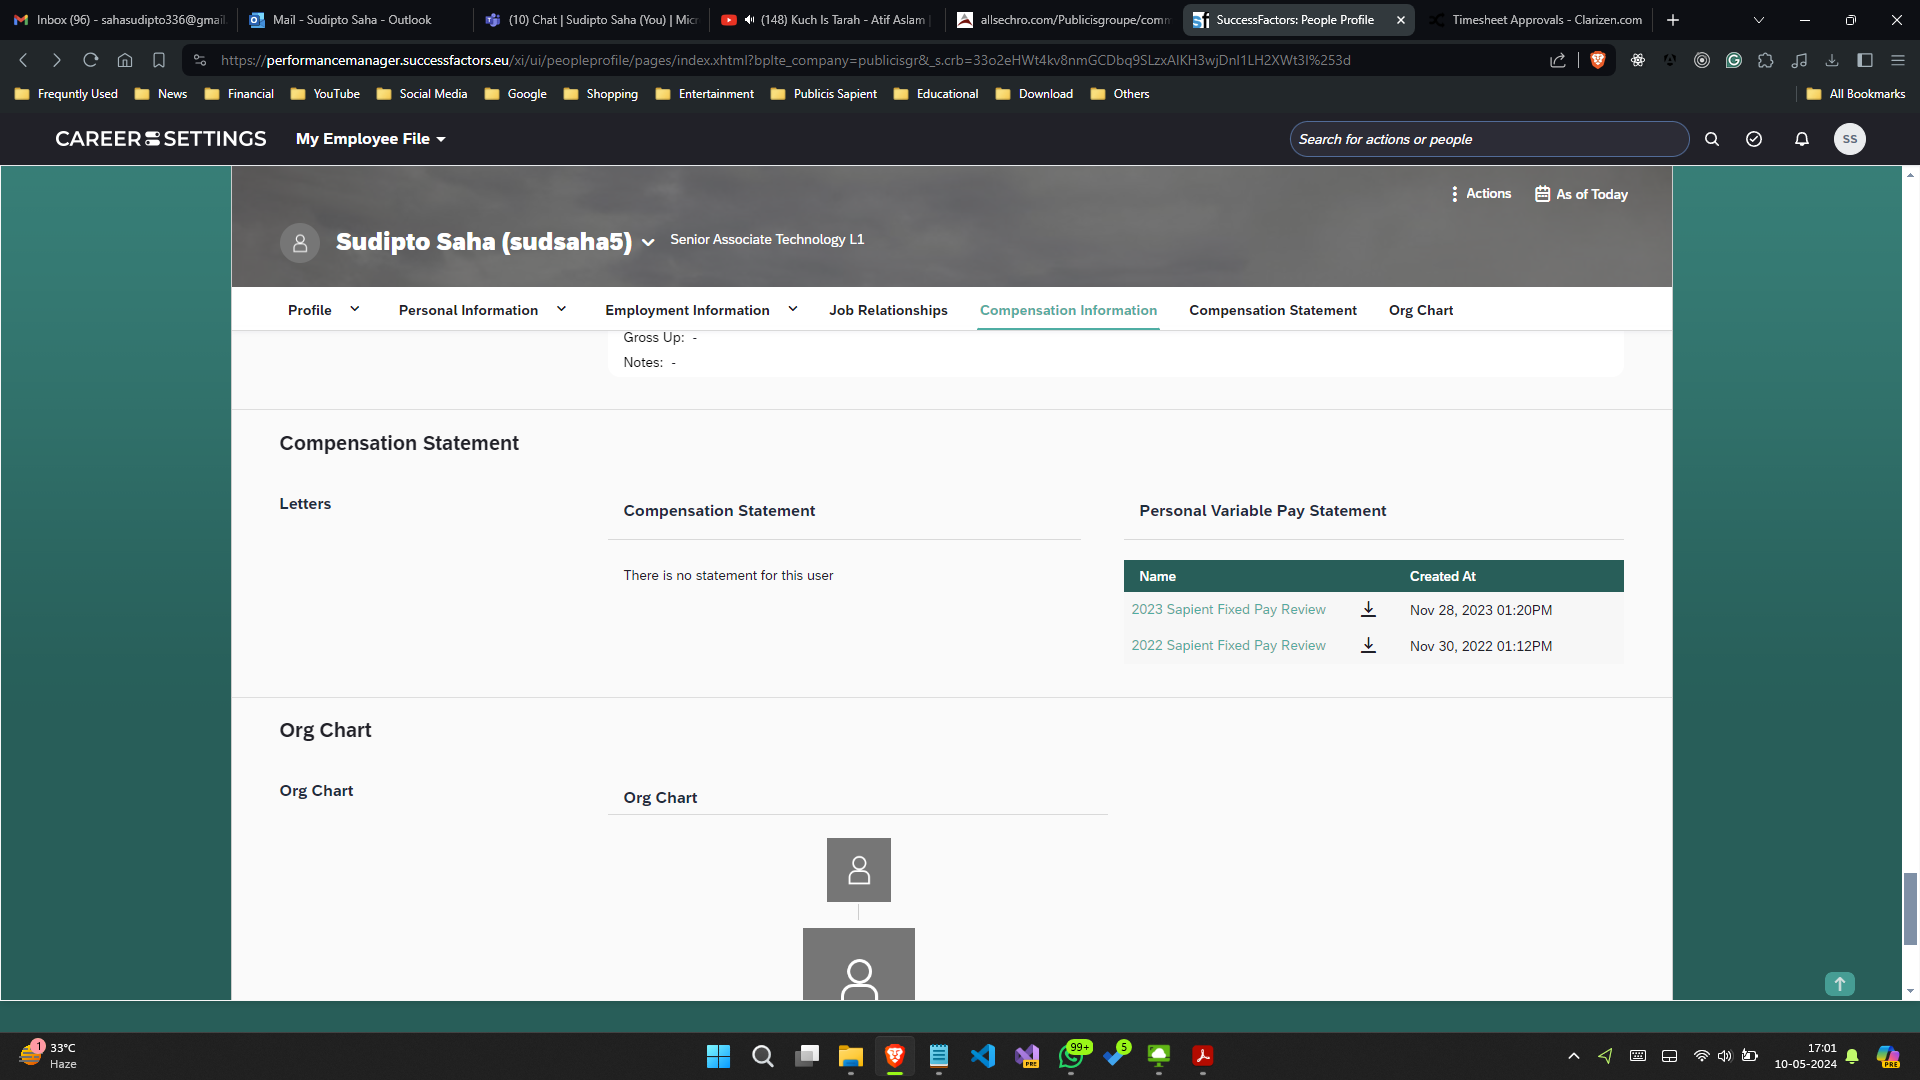 Inbox (96) - sahasudipto336@gmail.
Mail - Sudipto Saha - Outlook
(10) Chat | Sudipto Saha (You) | Micr
(148) Kuch Is Tarah - Atif Aslam |
allsechro.com/Publicisgroupe/comm
SuccessFactors: People Profile
Timesheet Approvals - Clarizen.com
https://performancemanager.successfactors.eu/xi/ui/peopleprofile/pages/index.xhtml?bplte_company=publicisgr&_s.crb=33o2eHWt4kv8nmGCDbq9SLzxAIKH3wjDnI1LH2XWt3I%253d
Frequntly Used
News
Financial
YouTube
Social Media
Google
Shopping
Entertainment
Publicis Sapient
Educational
Download
Others
All Bookmarks
CAREER SETTINGS
My Employee File
Search for actions or people
SS
Actions
As of Today
Sudipto Saha (sudsaha5)
Senior Associate Technology L1
Profile
Personal Information
Employment Information
Job Relationships
Compensation Information
Compensation Statement
Org Chart
Gross Up: -
Notes: -
Compensation Statement
Letters
Compensation Statement
Personal Variable Pay Statement
There is no statement for this user
Name
Created At
2023 Sapient Fixed Pay Review
Nov 28, 2023 01:20PM
2022 Sapient Fixed Pay Review
Nov 30, 2022 01:12PM
Org Chart
Org Chart
Org Chart
1
33°C
Haze
PRE
99+
5
17:01
10-05-2024
PRE